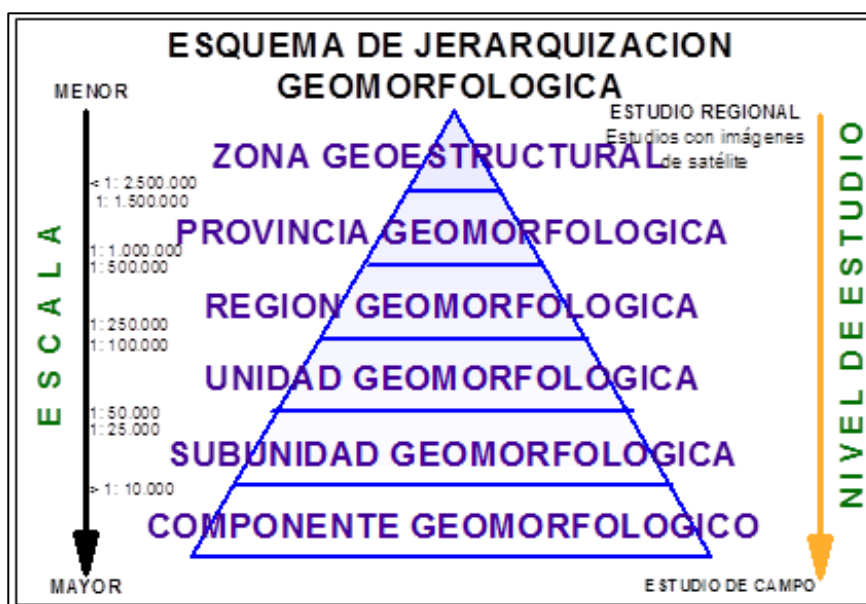 ESQUEMA DE JERARQUIZACION
GEOMORFOLOGICA
MENOR
ESTUDIO REGIONAL
Estudios con imágenes
de satélite
ZONA GEOESTRUCTURAL
< 1: 2.500.000
1: 1.500.000
PROVINCIA GEOMORFOLOGICA
1:1.000.000
1:500.000
REGION GEOMORFOLOGICA
1:250.000
1:100.000
UNIDAD GEOMORFOLOGICA
1:50.000
1:25.000
SUBUNIDAD GEOMORFOLOGICA
> 1: 10.000
COMPONENTE GEOMORFOLOGICO
MAYOR
ESTUDIO DE CAMPO
ESCALA
NIVEL DE ESTUDIO